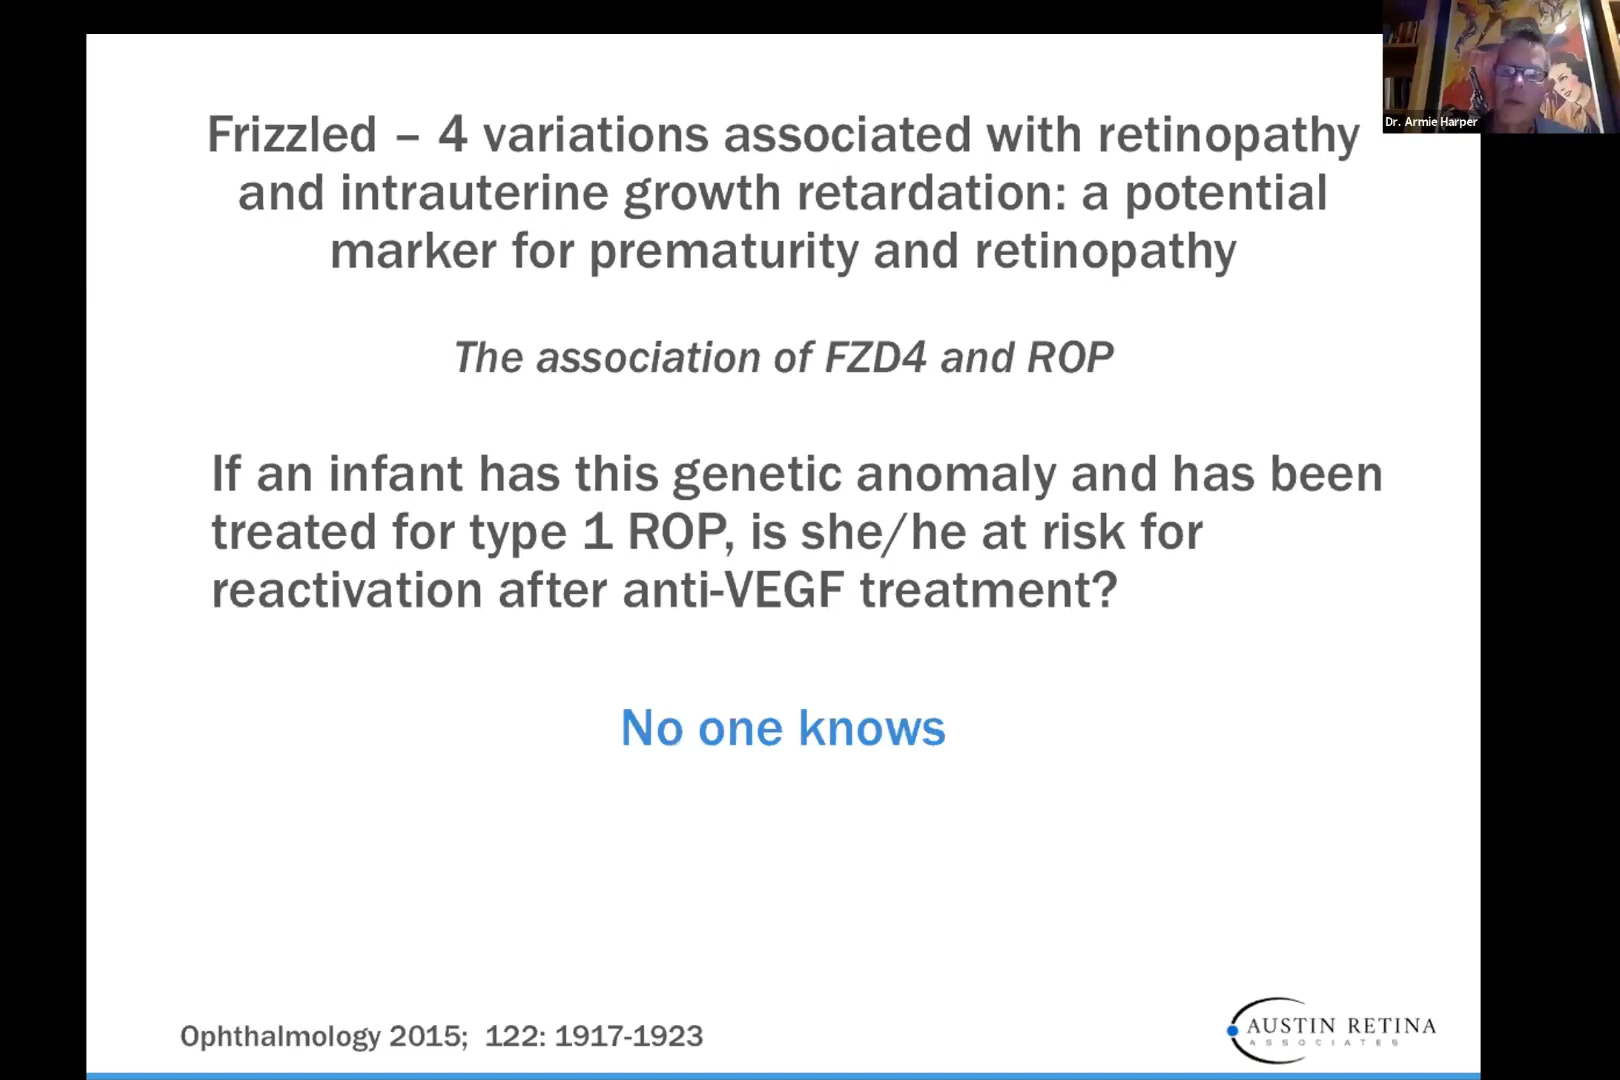 Dr. Armie Harper
Frizzled – 4 variations associated with retinopathy
and intrauterine growth retardation: a potential
marker for prematurity and retinopathy
The association of FZD4 and ROP
If an infant has this genetic anomaly and has been
treated for type 1 ROP, is she/he at risk for
reactivation after anti-VEGF treatment?
No one knows
Ophthalmology 2015; 122: 1917-1923
AUSTIN RETINA
ASSOCIATES